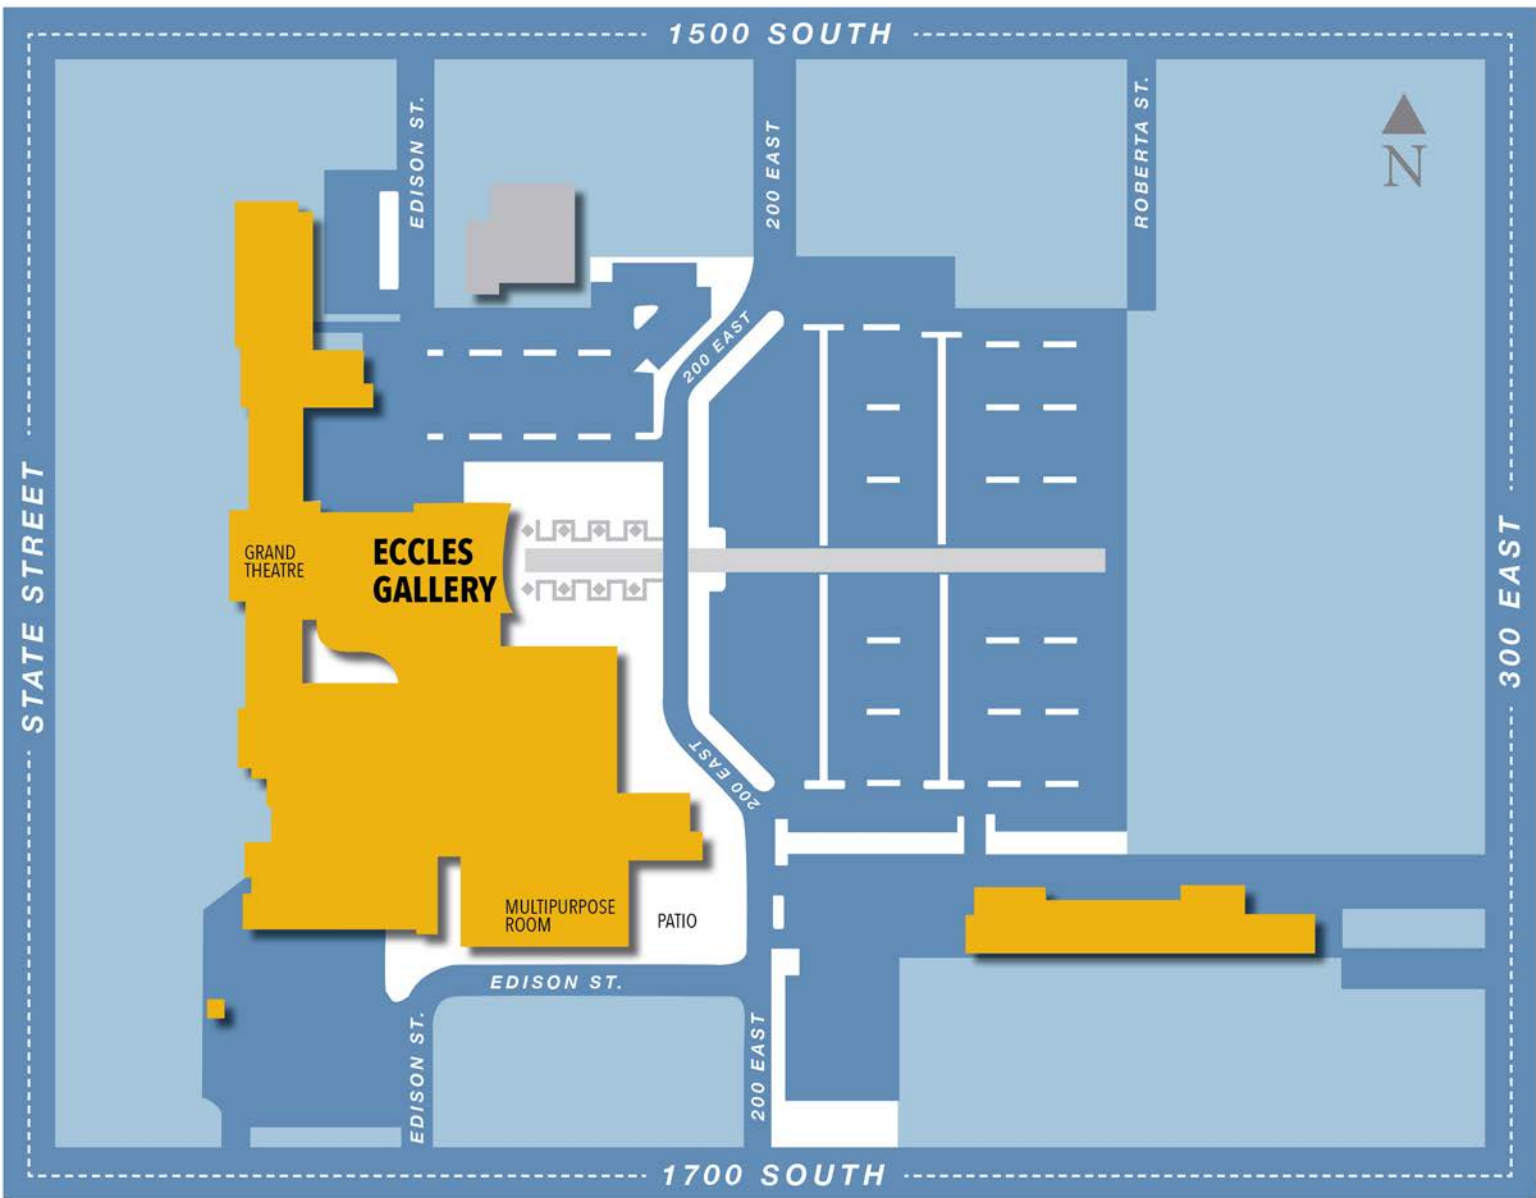 1500 SOUTH
EDISON ST.
200 EAST
ROBERTA ST.
N
200 EAST
STATE STREET
GRAND
THEATRE
ECCLES
GALLERY
300 EAST
200 EAST
MULTIPURPOSE
ROOM
PATIO
EDISON ST.
EDISON ST.
200 EAST
1700 SOUTH